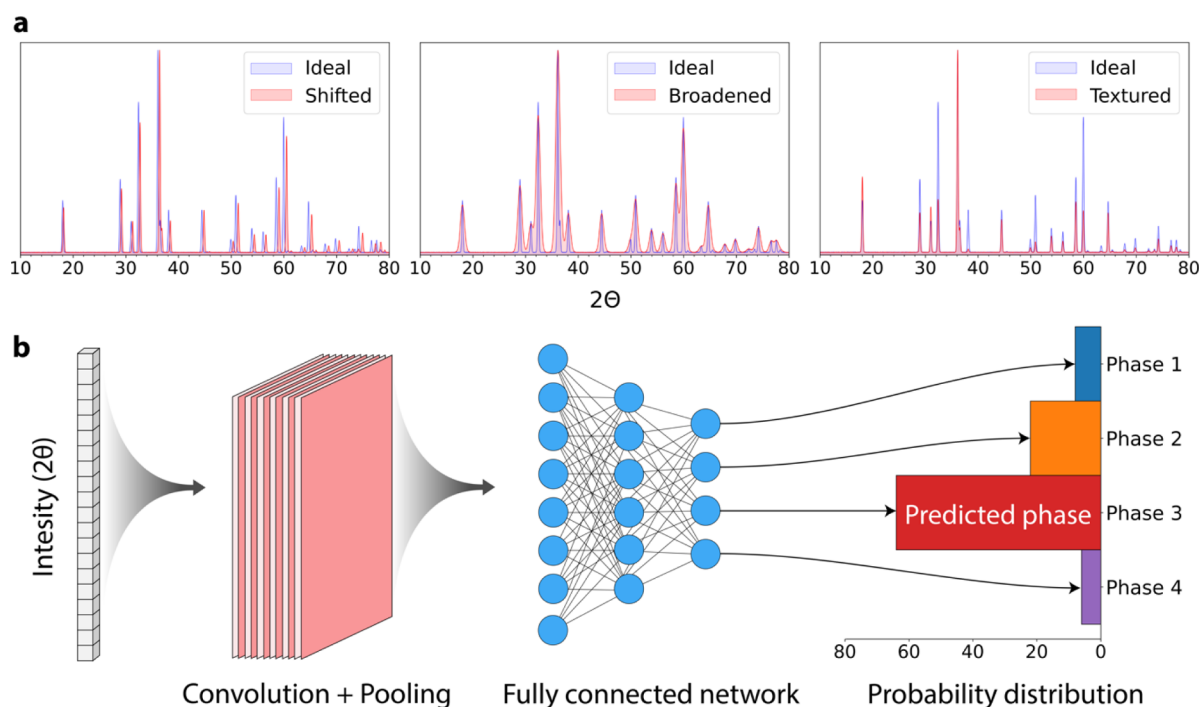 a
Ideal
Shifted
Ideal
Broadened
Ideal
Textured
10 20 30 40 50 60 70 80
10 20 30 40 50 60 70 80
10 20 30 40 50 60 70 80
2Θ
b
Intesity (2θ)
Phase 1
Phase 2
Predicted phase
Phase 3
Phase 4
80 60 40 20 0
Convolution + Pooling
Fully connected network
Probability distribution